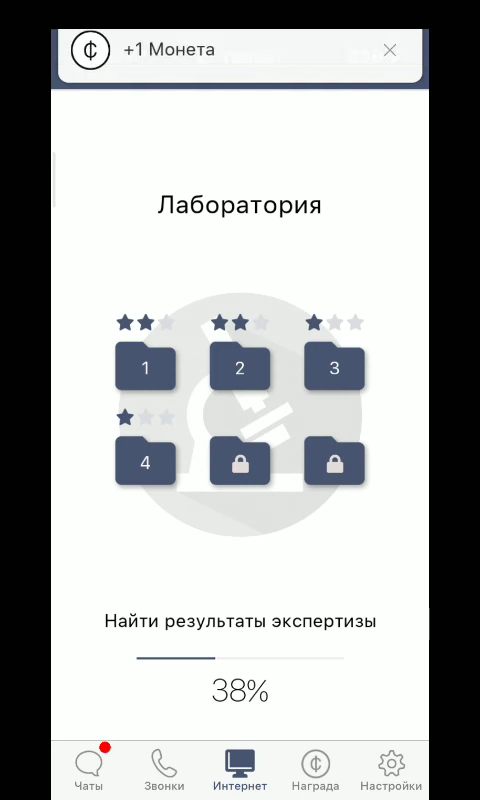 ₵ +1 Монета
Лаборатория
1 2 3
4
Найти результаты экспертизы
38%
Чаты Звонки Интернет Награда Настройки